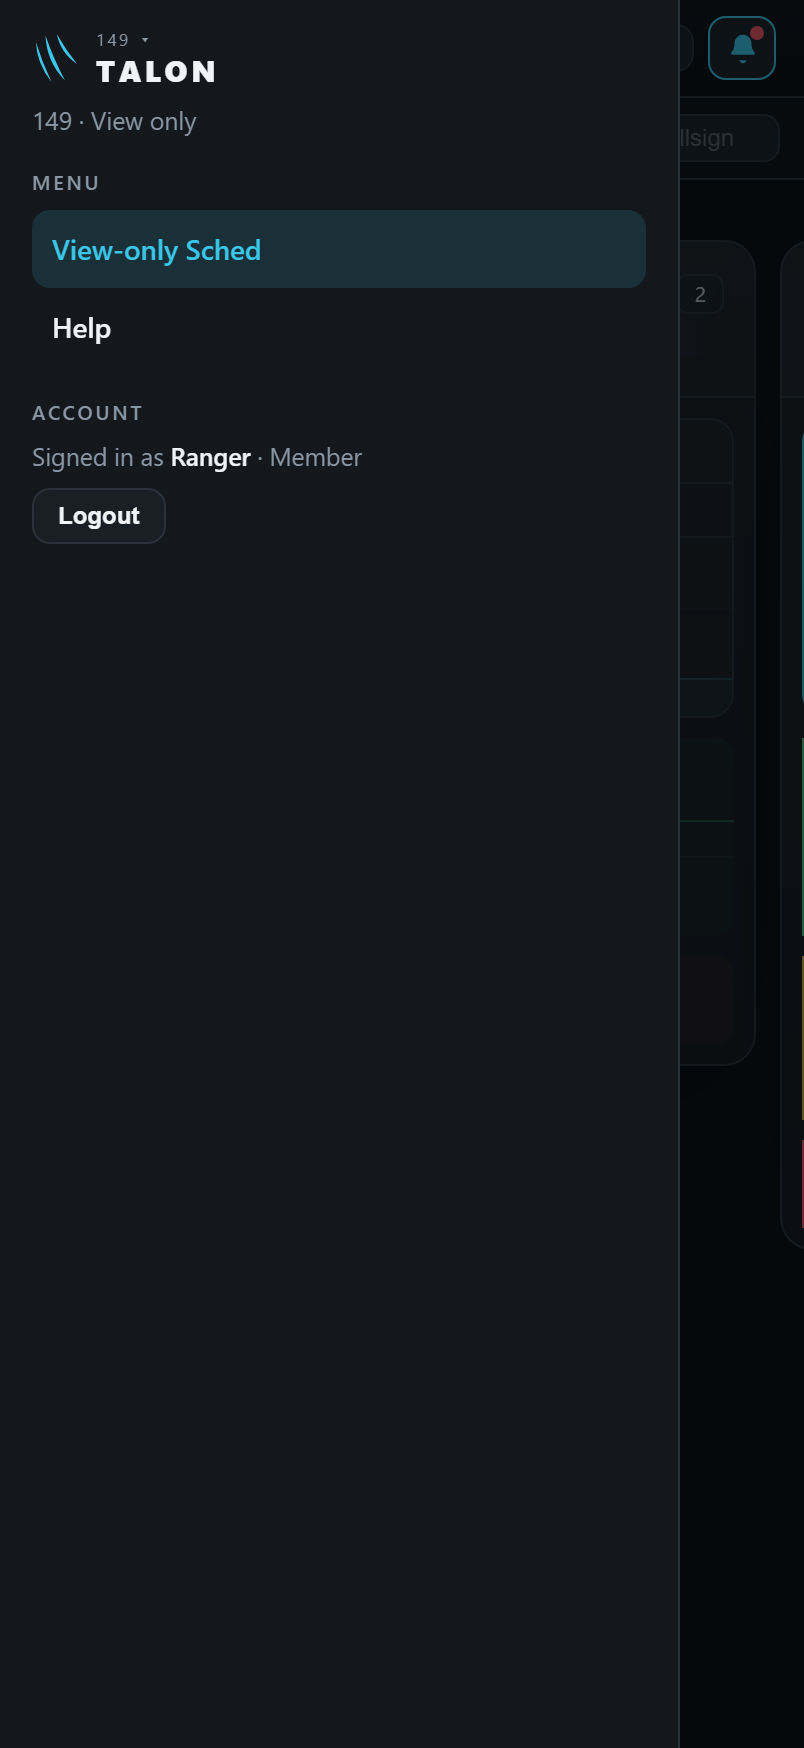 149
TALON
149 · View only
MENU
View-only Sched
Help
ACCOUNT
Signed in as Ranger · Member
Logout
llsign
2